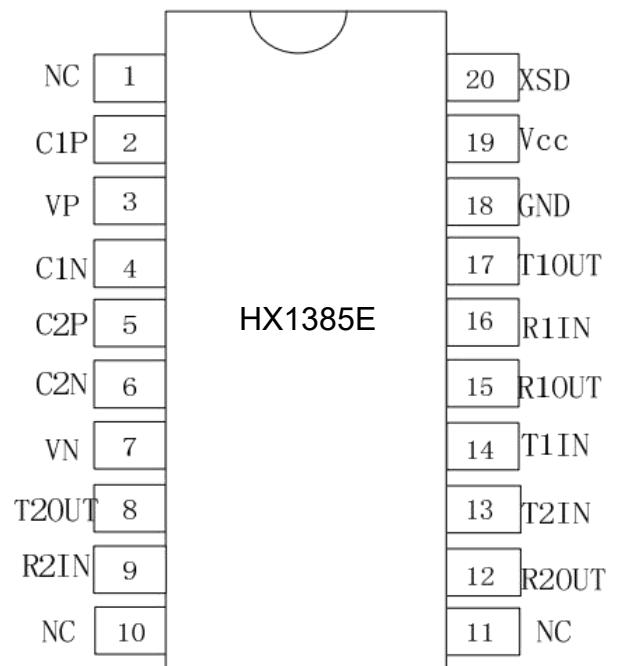 NC 1 20 XSD
C1P 2 19 Vcc
VP 3 18 GND
C1N 4 17 T1OUT
C2P 5 HX1385E 16 R1IN
C2N 6 15 R1OUT
VN 7 14 T1IN
T2OUT 8 13 T2IN
R2IN 9 12 R2OUT
NC 10 11 NC